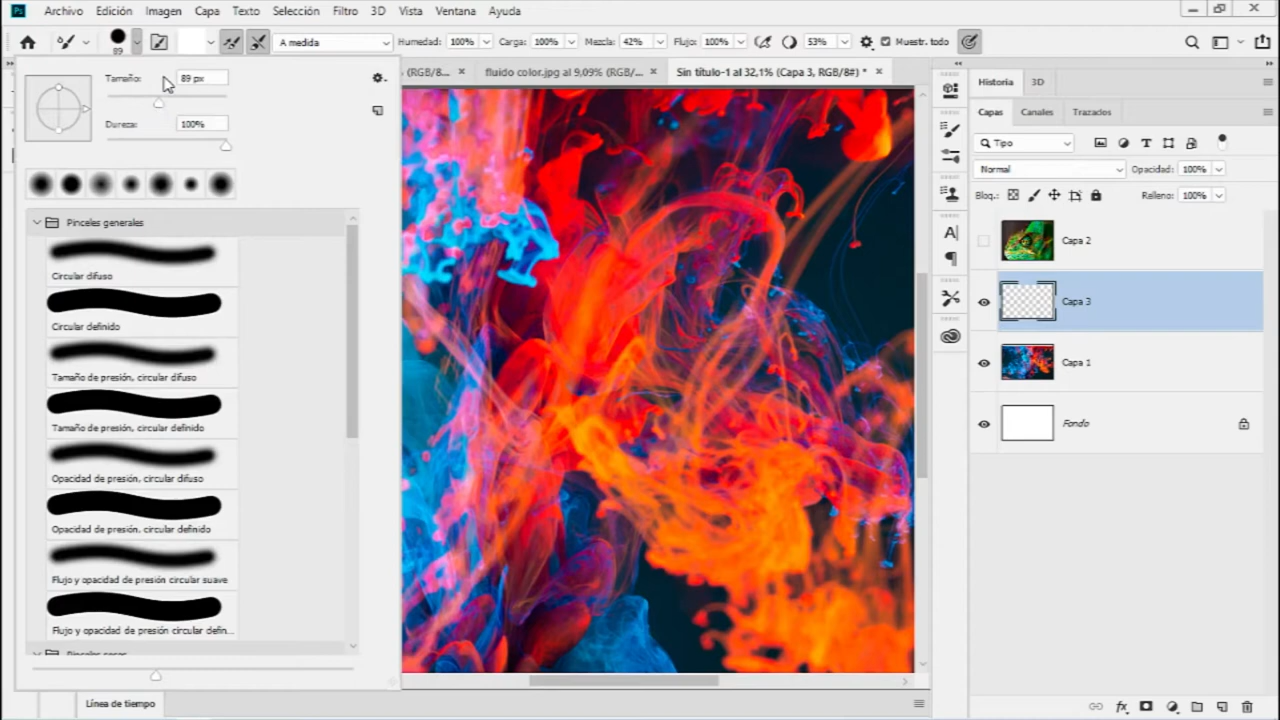 Ps Archivo Edición Imagen Capa Texto Selección Filtro 3D Vista Ventana Ayuda
89 A medida Humedad: 100% Carga: 100% Mezcla: 42% Flujo: 100% 53% Muestr. todo
(RGB/8... × fluido color.jpg al 9,09% (RGB/8... × Sin título-1 al 32,1% (Capa 3, RGB/8#) * ×
Tamaño: 89 px
Dureza: 100%
Pinceles generales
Circular difuso
Circular definido
Tamaño de presión, circular difuso
Tamaño de presión, circular definido
Opacidad de presión, circular difuso
Opacidad de presión, circular definido
Flujo y opacidad de presión circular suave
Flujo y opacidad de presión circular defin...
Línea de tiempo
Historia 3D
Capas Canales Trazados
Tipo
Normal Opacidad: 100%
Bloq.: Relleno: 100%
Capa 2
Capa 3
Capa 1
Fondo